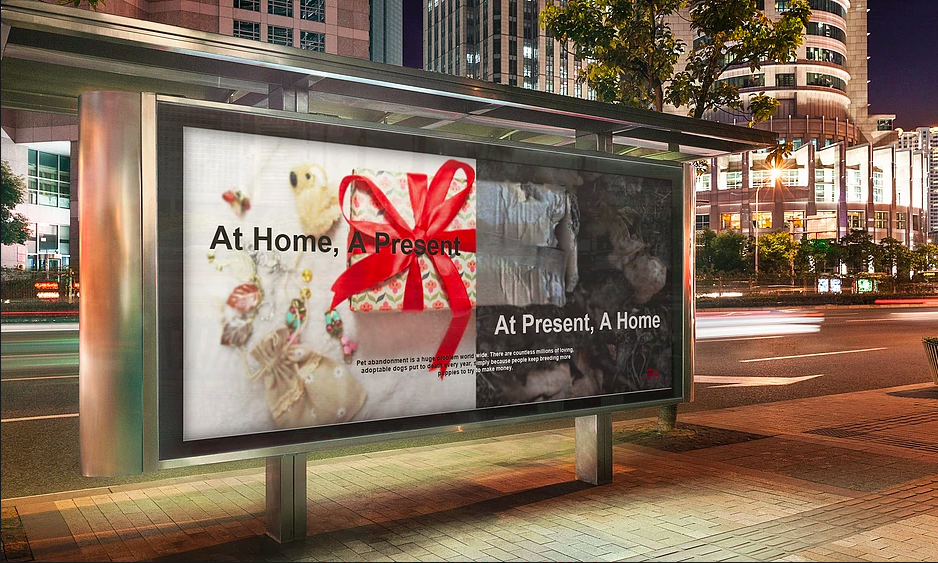 At Home, A Present
At Present, A Home
Pet abandonment is a huge problem world wide. There are countless millions of loving,
adoptable dogs put to death every year, simply because people keep breeding
puppies to try to make money.